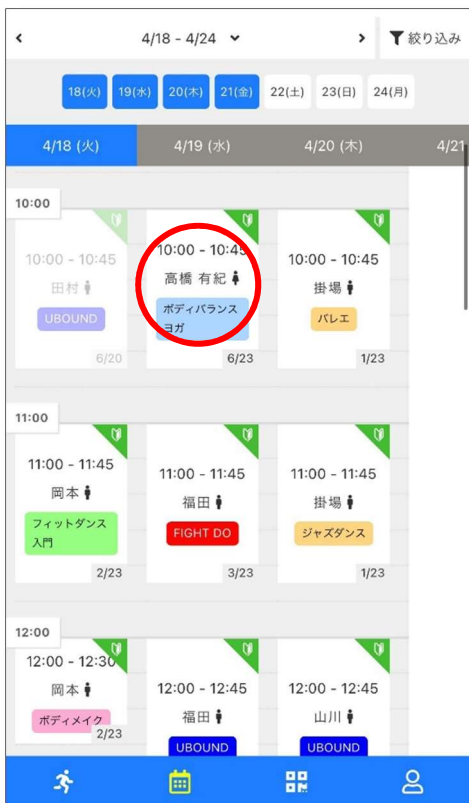 4/18 - 4/24
絞り込み
18(火) 19(水) 20(木) 21(金) 22(土) 23(日) 24(月)
4/18 (火) 4/19 (水) 4/20 (木) 4/21
10:00
10:00 - 10:45
田村
UBOUND
6/20
10:00 - 10:45
高橋 有紀
ボディバランス
ヨガ
6/23
10:00 - 10:45
掛場
バレエ
1/23
11:00
11:00 - 11:45
岡本
フィットダンス
入門
2/23
11:00 - 11:45
福田
FIGHT DO
3/23
11:00 - 11:45
掛場
ジャズダンス
1/23
12:00
12:00 - 12:30
岡本
ボディメイク
2/23
12:00 - 12:45
福田
UBOUND
12:00 - 12:45
山川
UBOUND